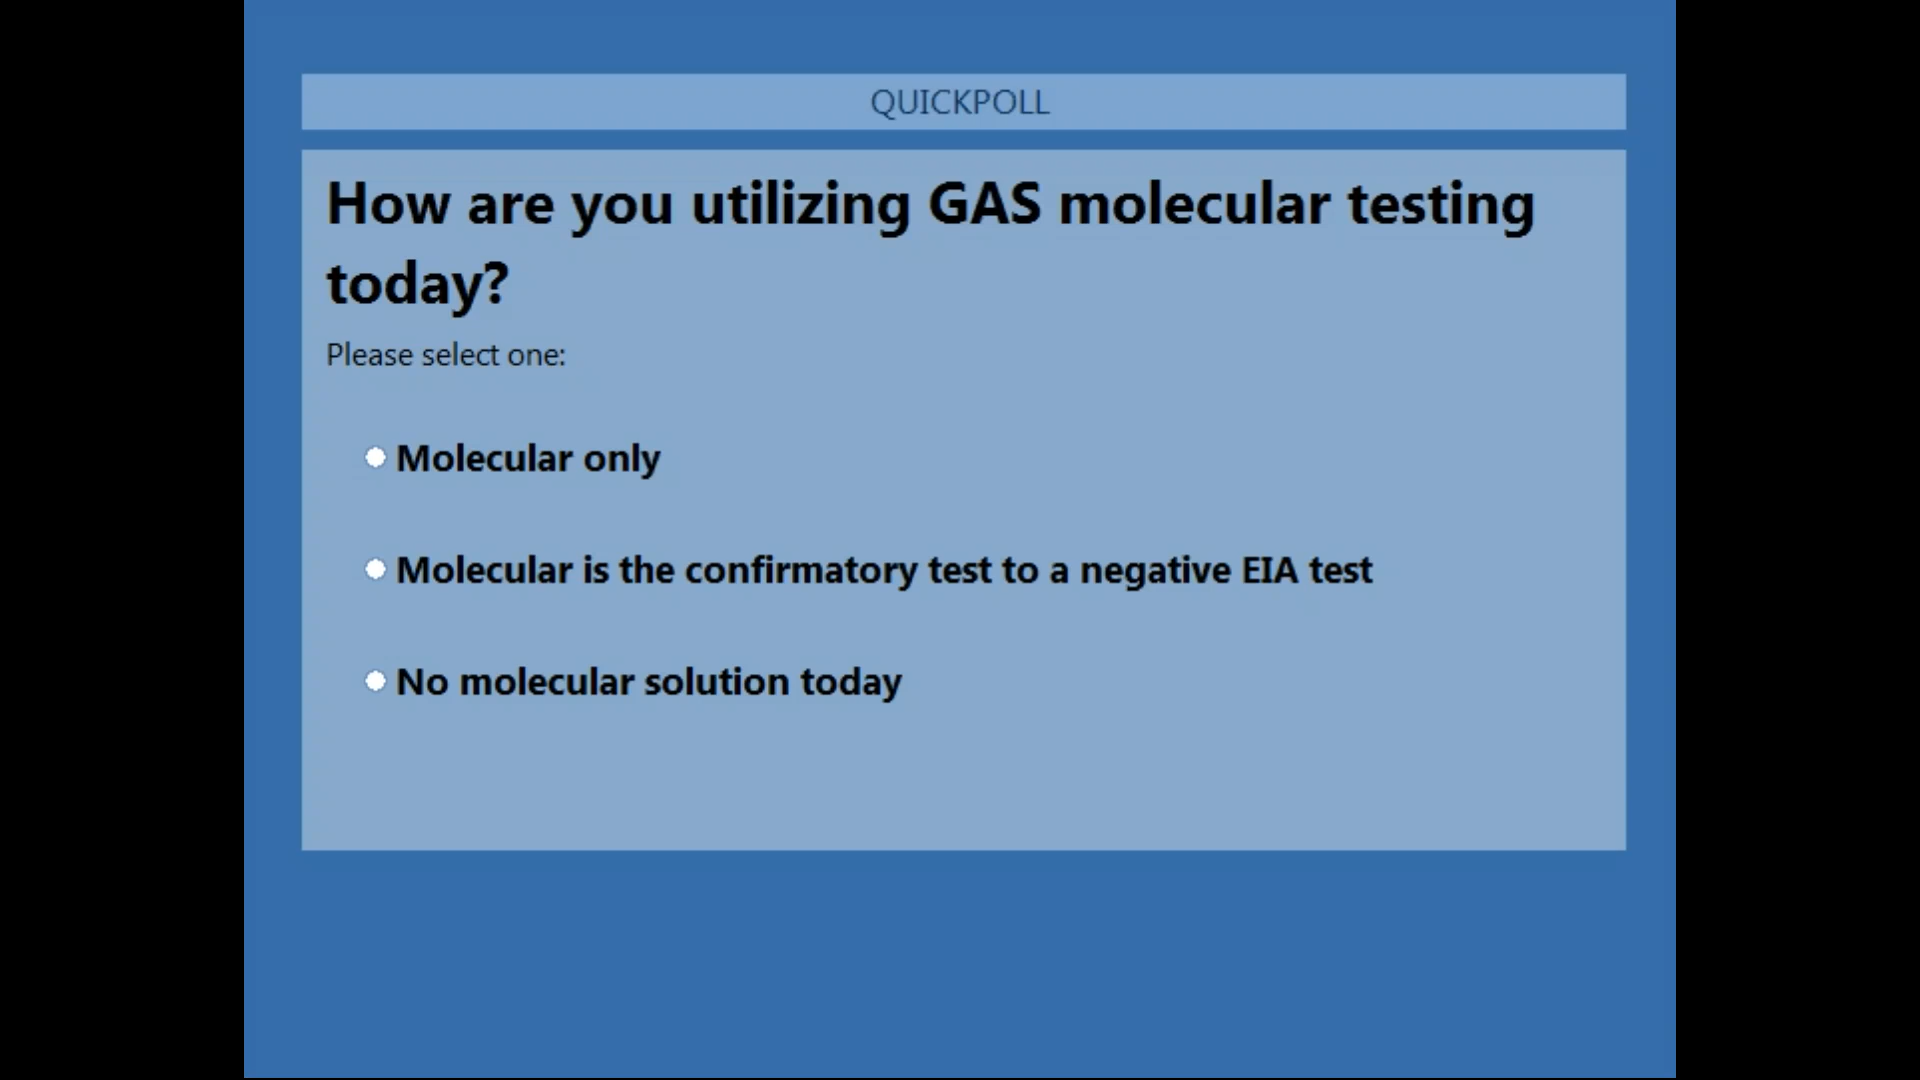 QUICKPOLL
How are you utilizing GAS molecular testing
today?
Please select one:
Molecular only
Molecular is the confirmatory test to a negative EIA test
No molecular solution today